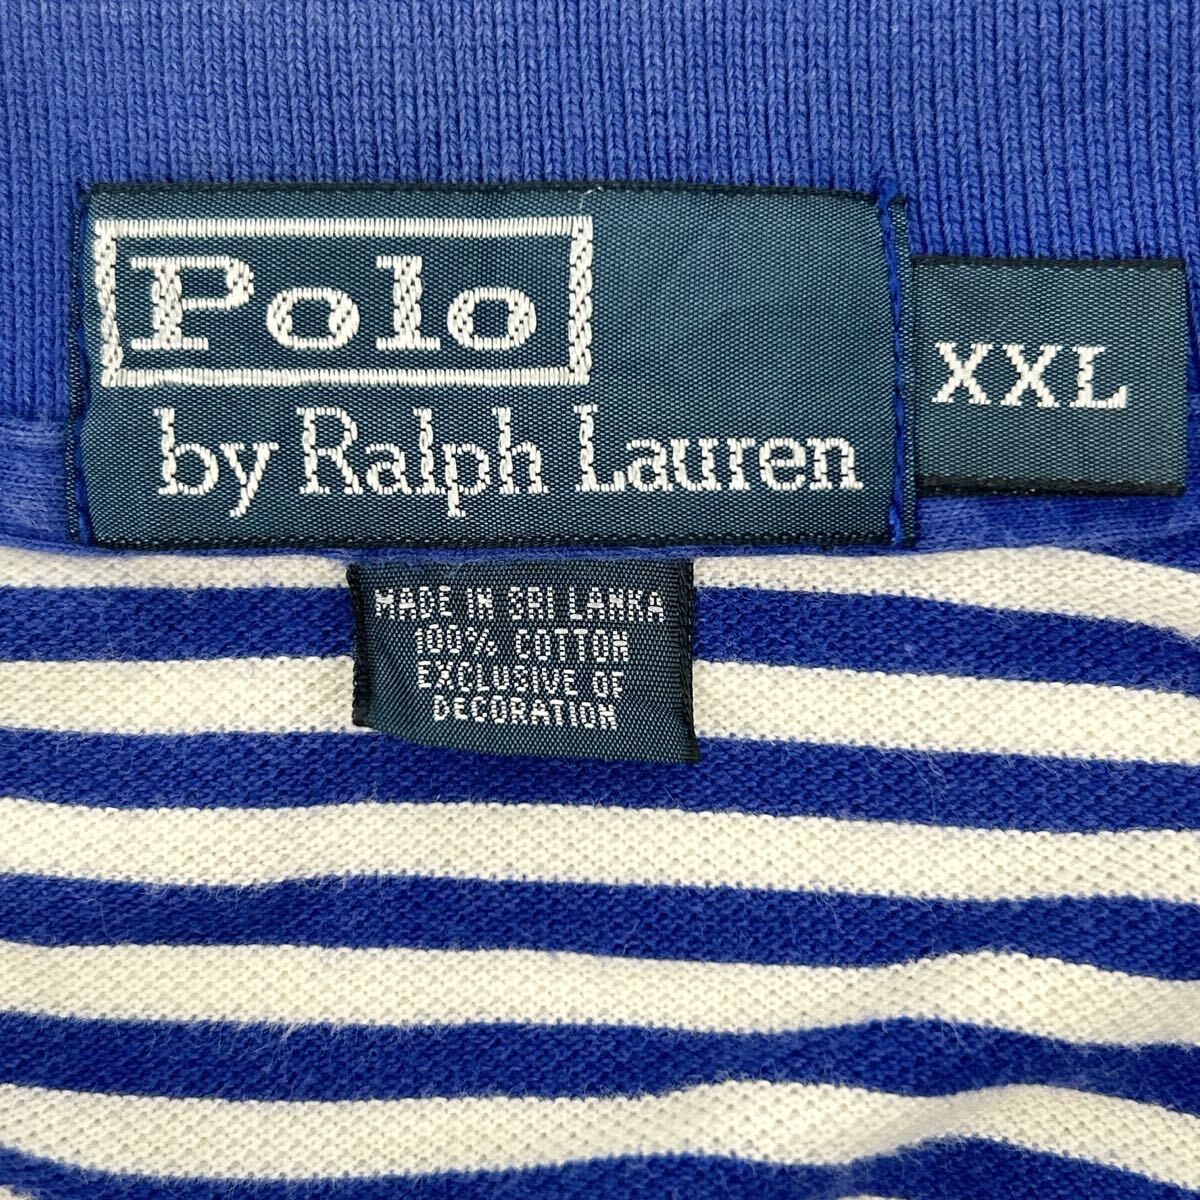 Polo
by Ralph Lauren
XXL
MADE IN SRI LANKA
100% COTTON
EXCLUSIVE OF
DECORATION